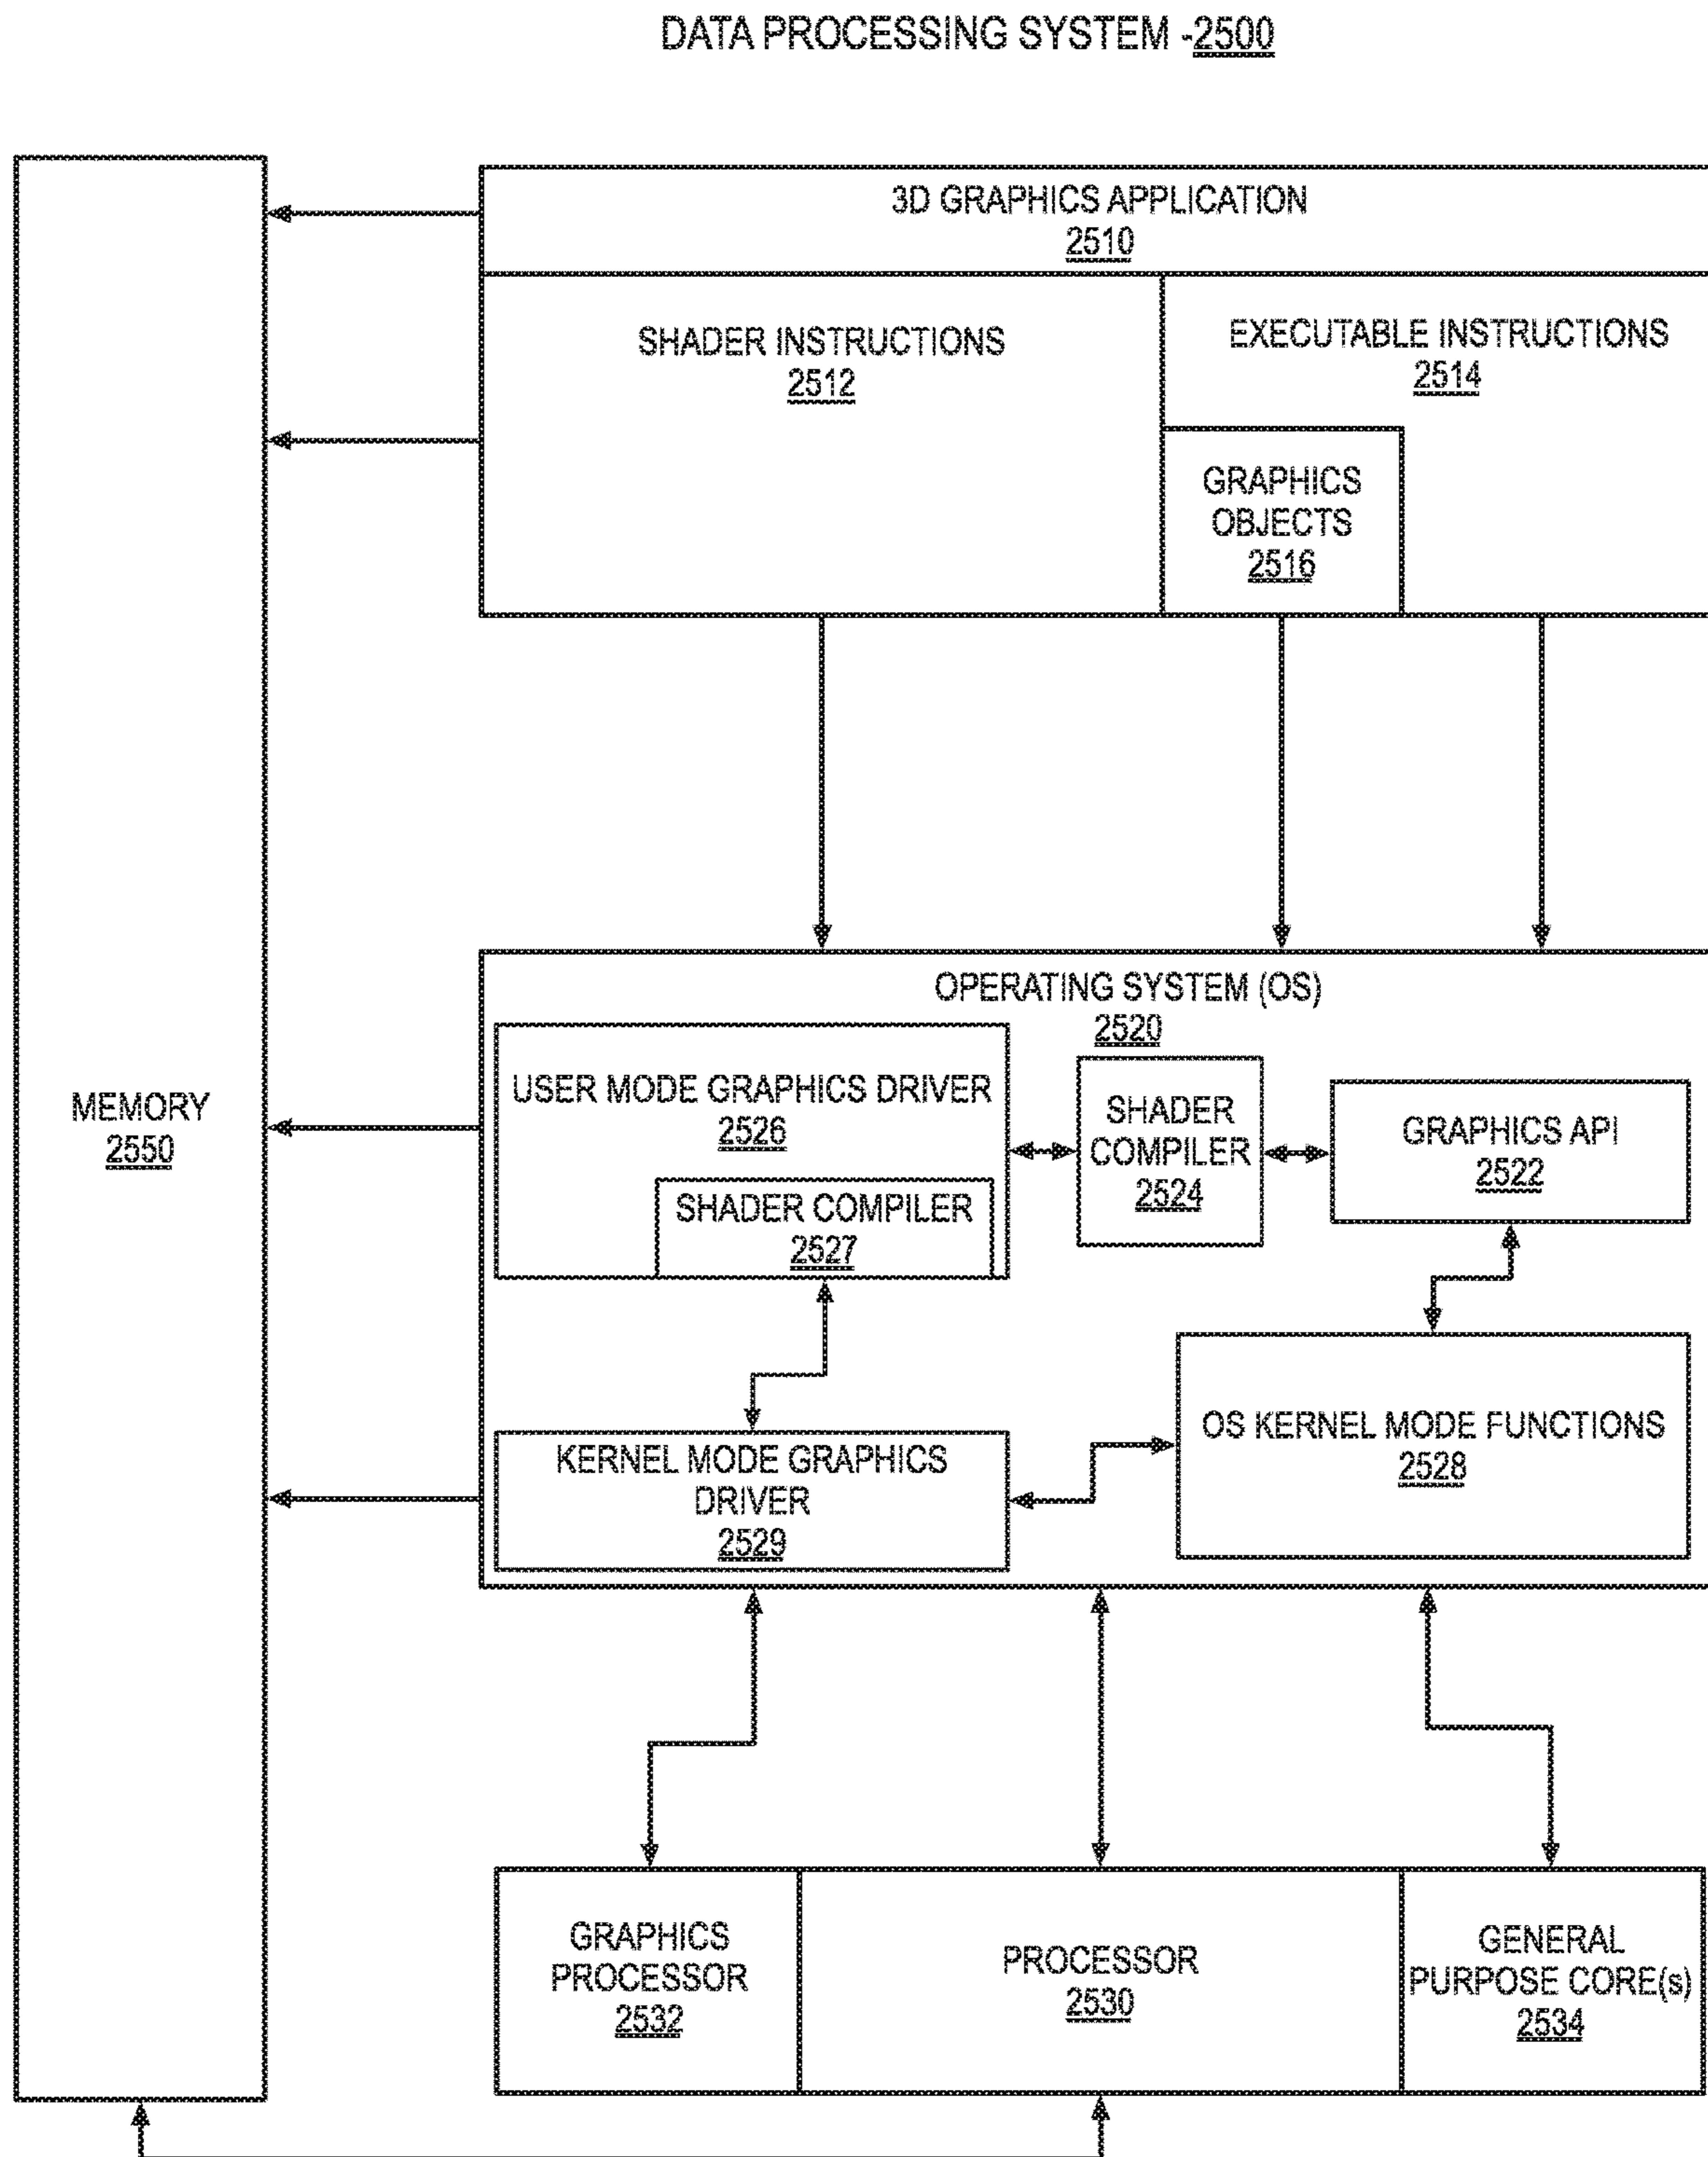 DATA PROCESSING SYSTEM -2500
3D GRAPHICS APPLICATION
2510
SHADER INSTRUCTIONS
2512
EXECUTABLE INSTRUCTIONS
2514
GRAPHICS
OBJECTS
2516
MEMORY
2550
OPERATING SYSTEM (OS)
2520
USER MODE GRAPHICS DRIVER
2526
SHADER COMPILER
2527
SHADER
COMPILER
2524
GRAPHICS API
2522
KERNEL MODE GRAPHICS
DRIVER
2529
OS KERNEL MODE FUNCTIONS
2528
GRAPHICS
PROCESSOR
2532
PROCESSOR
2530
GENERAL
PURPOSE CORE(s)
2534